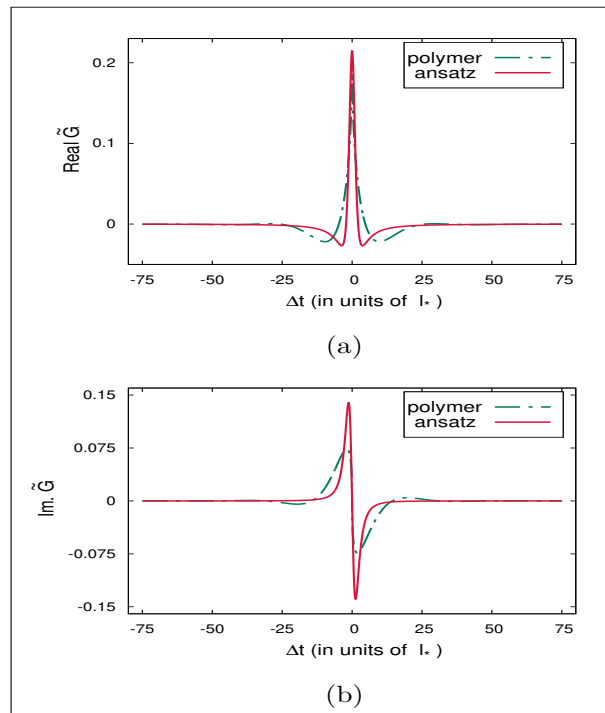 polymer
ansatz
0.2
0.1
0
Real G̃
-75
-50
-25
0
25
50
75
Δt (in units of l⋆)
(a)
polymer
ansatz
0.15
0.075
0
-0.075
-0.15
Im. G̃
-75
-50
-25
0
25
50
75
Δt (in units of l⋆)
(b)